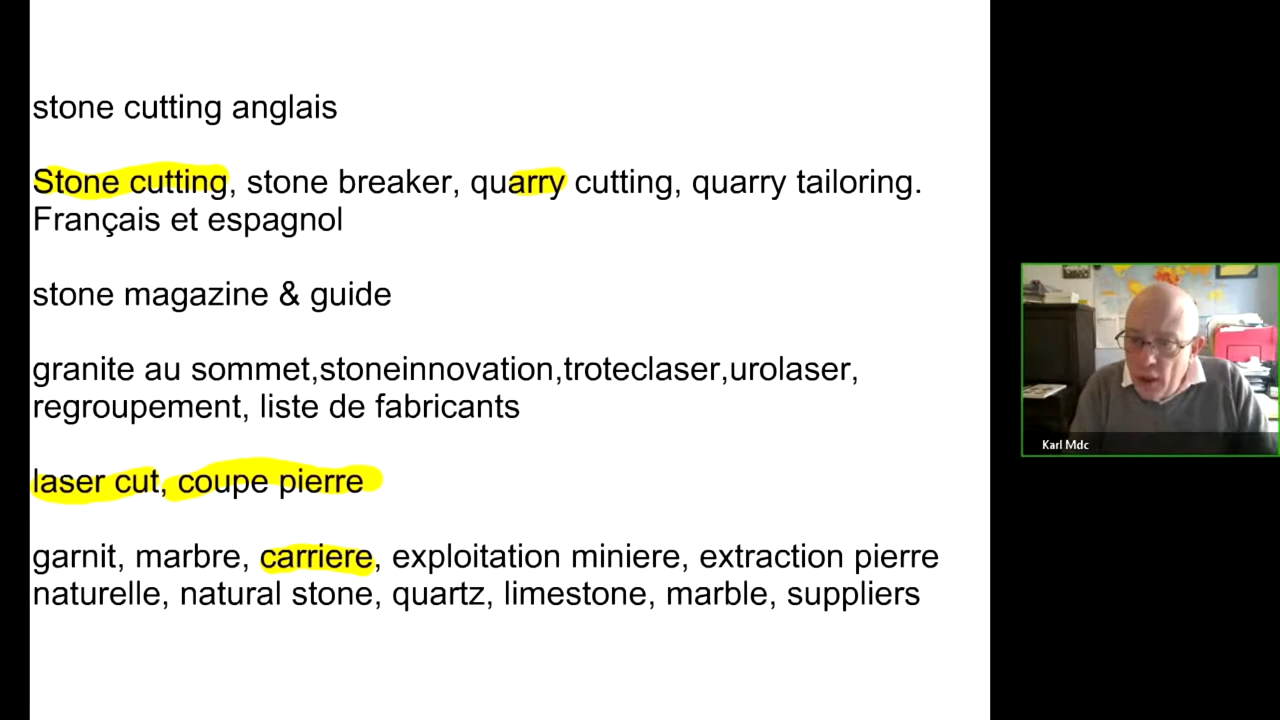 stone cutting anglais
Stone cutting, stone breaker, quarry cutting, quarry tailoring.
Français et espagnol
stone magazine & guide
granite au sommet,stoneinnovation,troteclaser,urolaser,
regroupement, liste de fabricants
laser cut, coupe pierre
garnit, marbre, carriere, exploitation miniere, extraction pierre
naturelle, natural stone, quartz, limestone, marble, suppliers
Karl Mdc